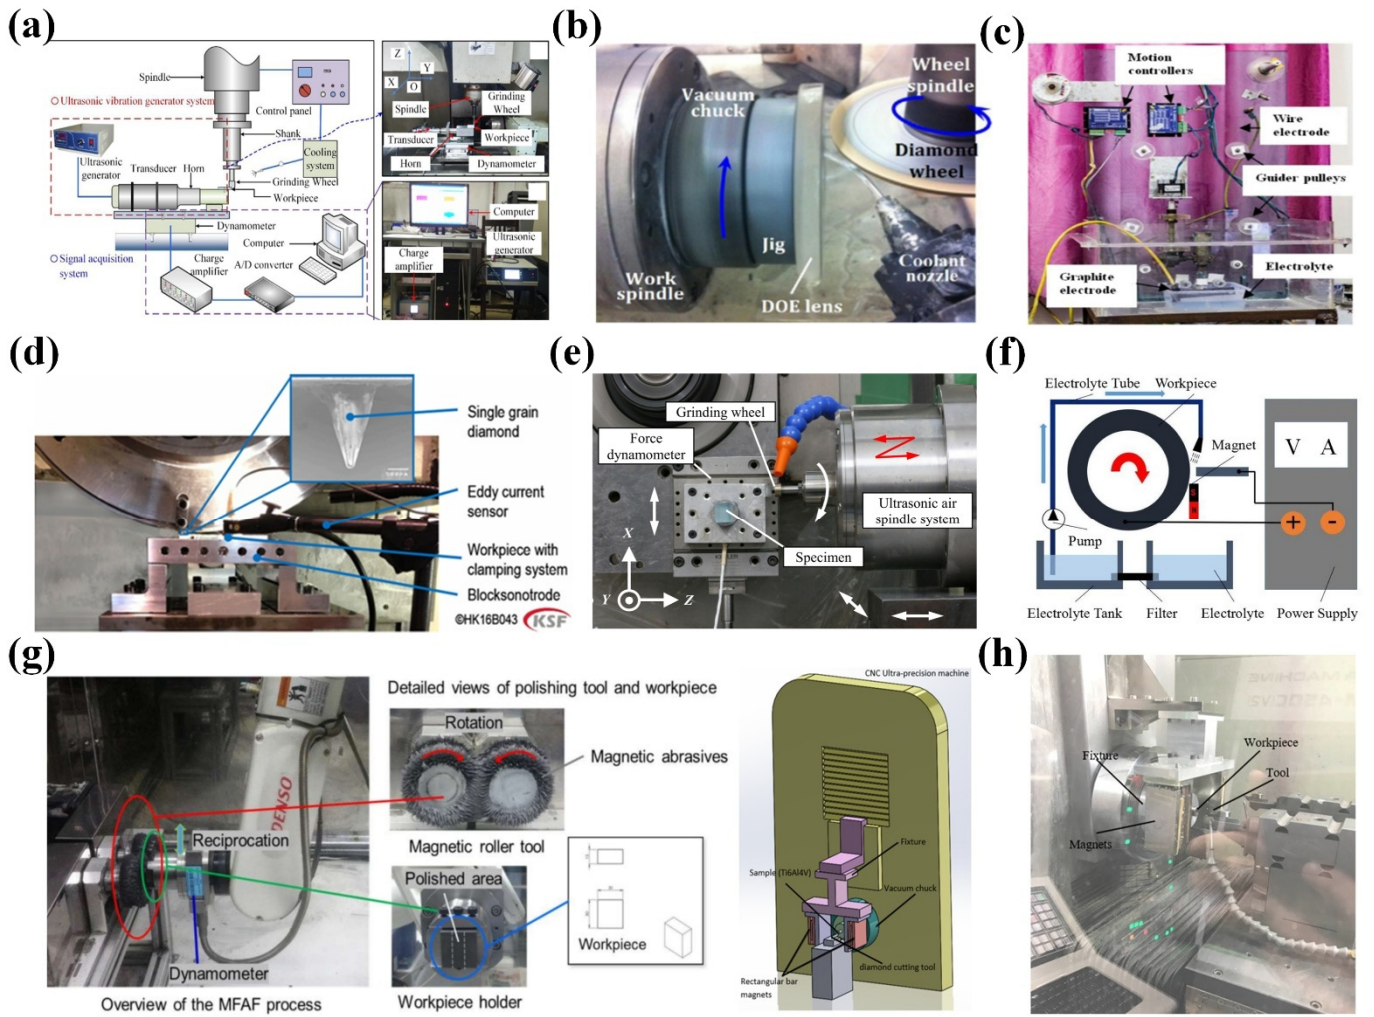 (a)
Spindle
Control panel
Ultrasonic vibration generator system
Shank
Ultrasonic
generator
Transducer
Horn
Cooling
system
Grinding Wheel
Workpiece
Dynamometer
Signal acquisition
system
Charge
amplifier
A/D converter
Computer
Z
Y
X
O
Spindle
Grinding
Wheel
Transducer
Workpiece
Horn
Dynamometer
Computer
Charge
amplifier
Ultrasonic
generator
(b)
Vacuum
chuck
Wheel
spindle
Diamond
wheel
Jig
Work
spindle
DOE lens
Coolant
nozzle
(c)
Motion
controllers
Wire
electrode
Guider pulleys
Graphite
electrode
Electrolyte
(d)
Single grain
diamond
Eddy current
sensor
Workpiece with
clamping system
Blocksonotrode
©HK16B043
KSF
(e)
Grinding wheel
Force
dynamometer
Ultrasonic air
spindle system
Specimen
X
Y
Z
(f)
Electrolyte Tube
Workpiece
Magnet
S
N
V A
+
-
Pump
Electrolyte Tank
Filter
Electrolyte
Power Supply
(g)
Detailed views of polishing tool and workpiece
DENSO
Reciprocation
Dynamometer
Overview of the MFAF process
Rotation
Magnetic abrasives
Magnetic roller tool
Polished area
Workpiece holder
Workpiece
CNC Ultra-precision machine
Fixture
Sample (Ti6Al4V)
Vacuum chuck
diamond cutting tool
Rectangular bar
magnets
(h)
Fixture
Workpiece
Tool
Magnets